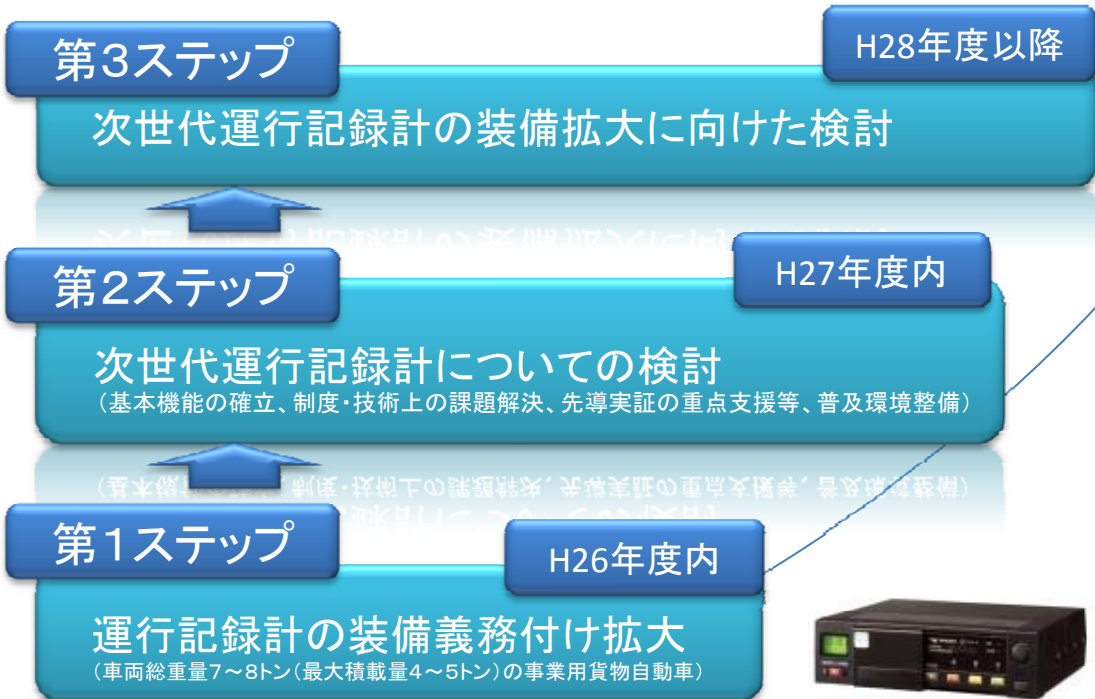 第3ステップ
H28年度以降
次世代運行記録計の装備拡大に向けた検討
第2ステップ
H27年度内
次世代運行記録計についての検討
（基本機能の確立、制度・技術上の課題解決、先導実証の重点支援等、普及環境整備）
第1ステップ
H26年度内
運行記録計の装備義務付け拡大
（車両総重量7～8トン（最大積載量4～5トン）の事業用貨物自動車）